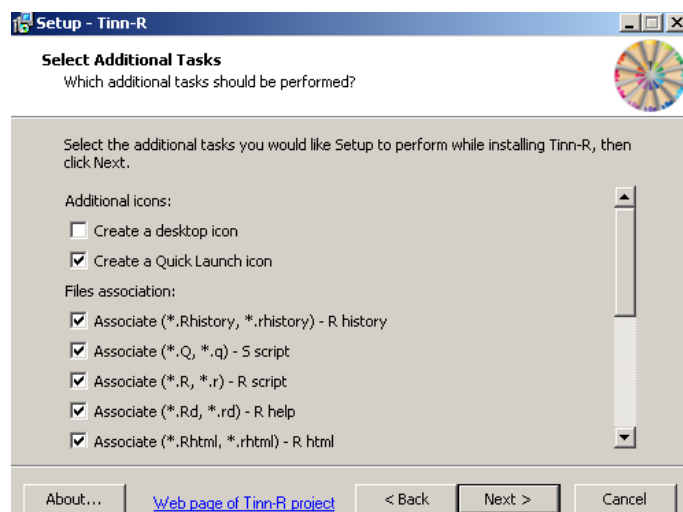 Setup - Tinn-R
Select Additional Tasks
Which additional tasks should be performed?
Select the additional tasks you would like Setup to perform while installing Tinn-R, then
click Next.
Additional icons:
Create a desktop icon
Create a Quick Launch icon
Files association:
Associate (*.Rhistory, *.rhistory) - R history
Associate (*.Q, *.q) - S script
Associate (*.R, *.r) - R script
Associate (*.Rd, *.rd) - R help
Associate (*.Rhtml, *.rhtml) - R html
About... Web page of Tinn-R project < Back Next > Cancel